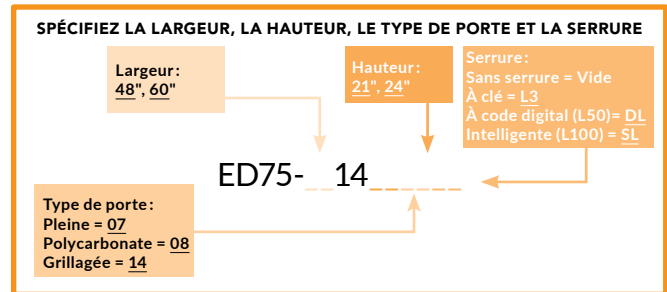 SPÉCIFIEZ LA LARGEUR, LA HAUTEUR, LE TYPE DE PORTE ET LA SERRURE
Largeur:
48", 60"
Hauteur:
21", 24"
Serrure:
Sans serrure = Vide
À clé = L3
À code digital (L50)= DL
Intelligente (L100) = SL
ED75-__14______
Type de porte:
Pleine = 07
Polycarbonate = 08
Grillagée = 14